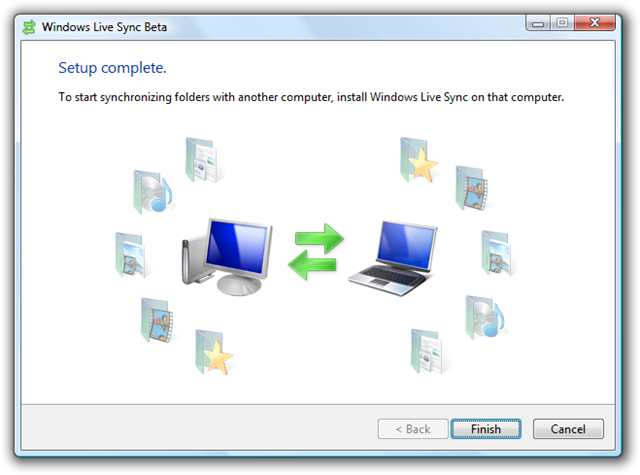 Windows Live Sync Beta
Setup complete.
To start synchronizing folders with another computer, install Windows Live Sync on that computer.
< Back Finish Cancel